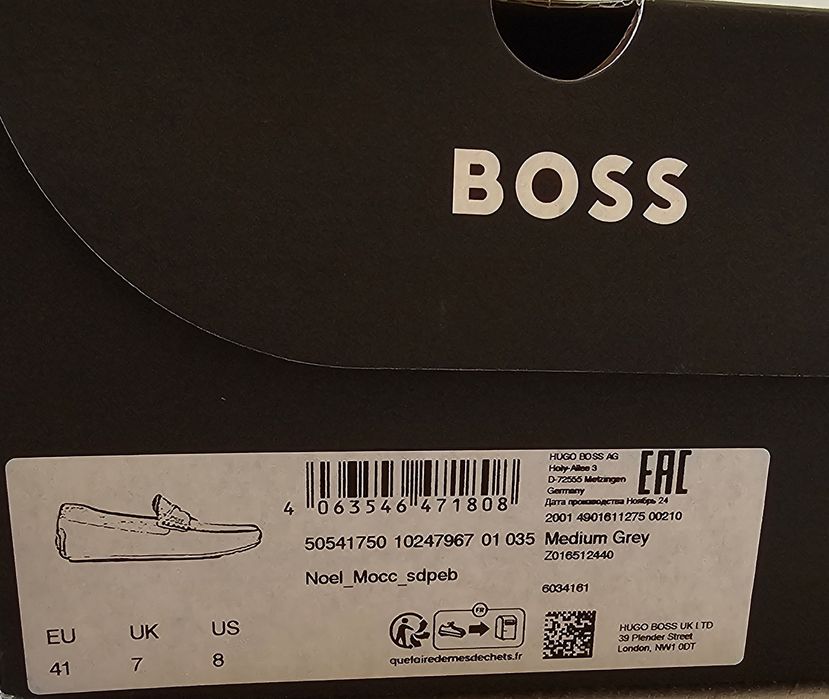 BOSS
4 063546 471808
50541750 10247967 01 035
Noel_Mocc_sdpeb
HUGO BOSS AG
Holy-Allee 3
D-72555 Metzingen
Germany
EAC
Дата производства Ноябрь 24
2001 4901611275 00210
Medium Grey
Z016512440
6034161
EU UK US
41 7 8
FR
quefairedemesdechets.fr
HUGO BOSS UK LTD
39 Plender Street
London, NW1 0DT